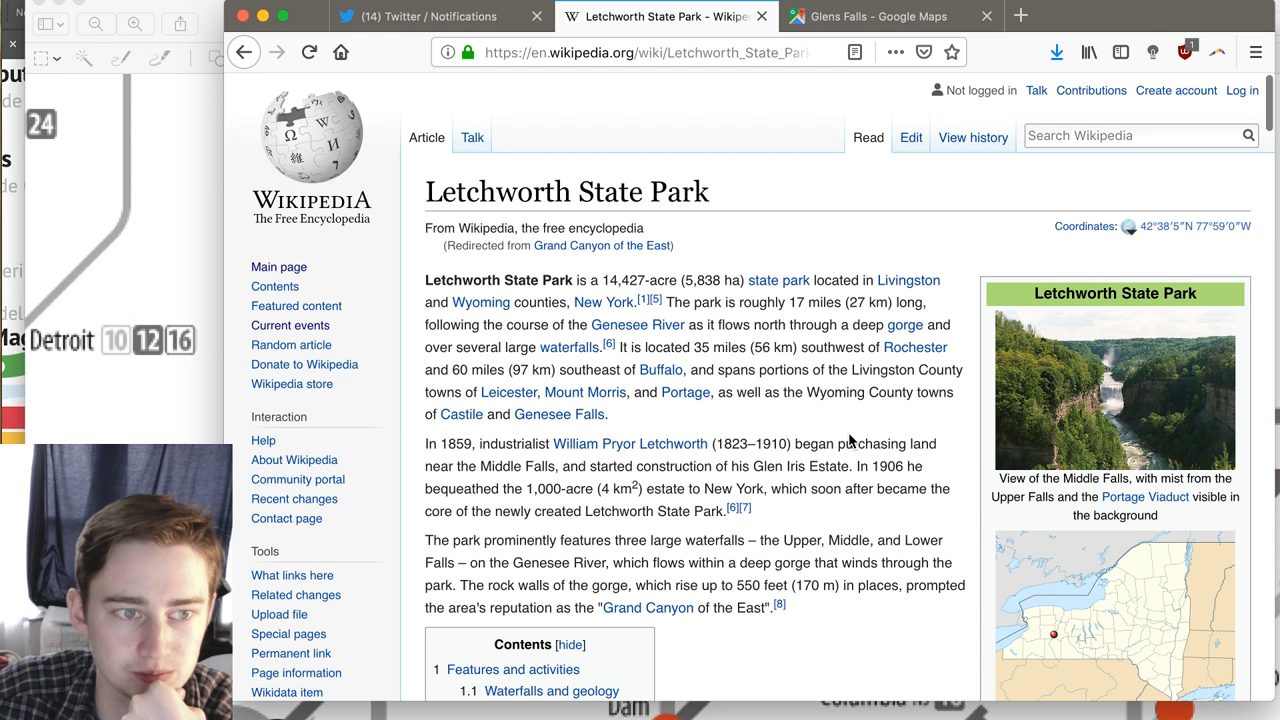 (14) Twitter / Notifications
Letchworth State Park - Wikipe
Glens Falls - Google Maps
https://en.wikipedia.org/wiki/Letchworth_State_Park
1
24
Detroit 10 12 16
WIKIPEDIA
The Free Encyclopedia
Main page
Contents
Featured content
Current events
Random article
Donate to Wikipedia
Wikipedia store
Interaction
Help
About Wikipedia
Community portal
Recent changes
Contact page
Tools
What links here
Related changes
Upload file
Special pages
Permanent link
Page information
Wikidata item
Not logged in Talk Contributions Create account Log in
Article Talk Read Edit View history Search Wikipedia
Letchworth State Park
From Wikipedia, the free encyclopedia
(Redirected from Grand Canyon of the East)
Coordinates: 42°38′5″N 77°59′0″W
Letchworth State Park is a 14,427-acre (5,838 ha) state park located in Livingston
and Wyoming counties, New York.[1][5] The park is roughly 17 miles (27 km) long,
following the course of the Genesee River as it flows north through a deep gorge and
over several large waterfalls.[6] It is located 35 miles (56 km) southwest of Rochester
and 60 miles (97 km) southeast of Buffalo, and spans portions of the Livingston County
towns of Leicester, Mount Morris, and Portage, as well as the Wyoming County towns
of Castile and Genesee Falls.
In 1859, industrialist William Pryor Letchworth (1823–1910) began purchasing land
near the Middle Falls, and started construction of his Glen Iris Estate. In 1906 he
bequeathed the 1,000-acre (4 km2) estate to New York, which soon after became the
core of the newly created Letchworth State Park.[6][7]
The park prominently features three large waterfalls – the Upper, Middle, and Lower
Falls – on the Genesee River, which flows within a deep gorge that winds through the
park. The rock walls of the gorge, which rise up to 550 feet (170 m) in places, prompted
the area's reputation as the "Grand Canyon of the East".[8]
Contents [hide]
1 Features and activities
1.1 Waterfalls and geology
Letchworth State Park
View of the Middle Falls, with mist from the
Upper Falls and the Portage Viaduct visible in
the background
Dam